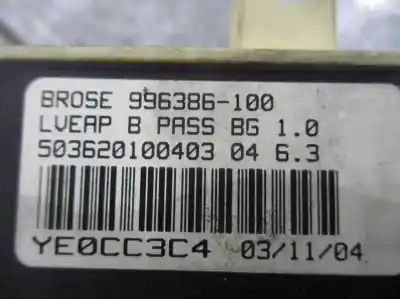 BROSE 996386-100
LVEAP B PASS BG 1.0
503620100403 04 6.3
YE0CC3C4 03/11/04